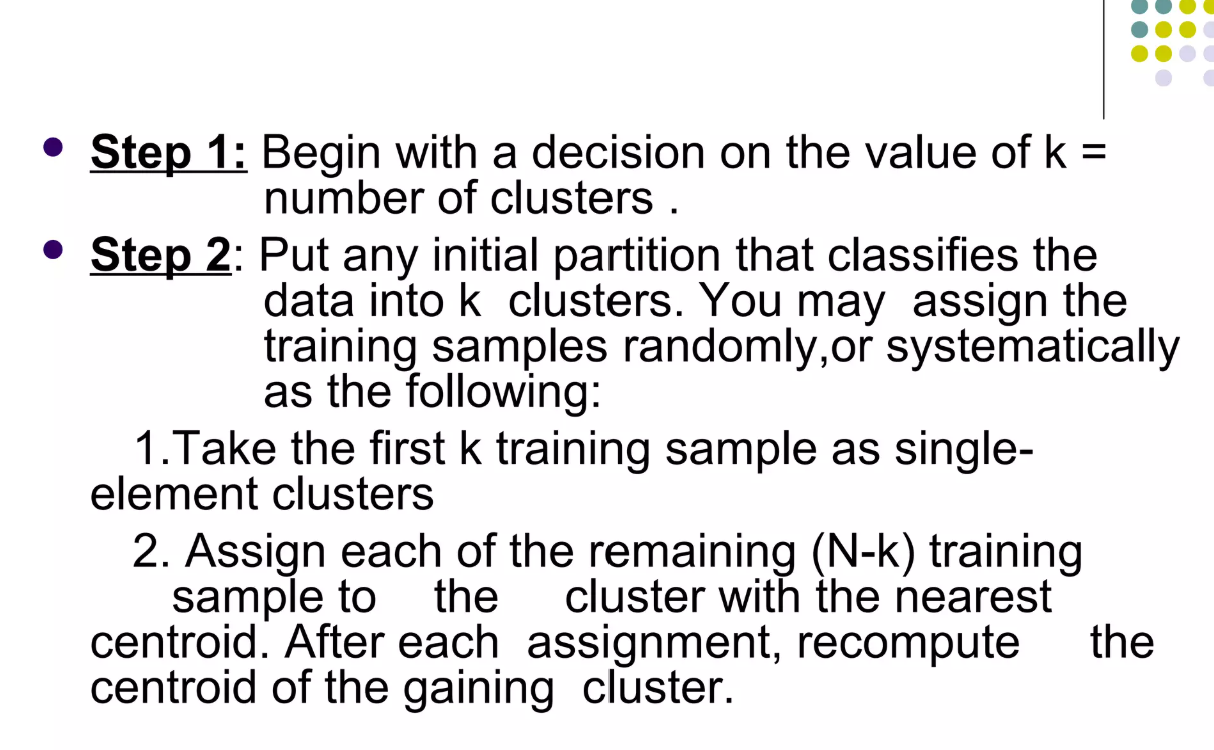 Step 1: Begin with a decision on the value of k =
number of clusters .
Step 2: Put any initial partition that classifies the
data into k clusters. You may assign the
training samples randomly,or systematically
as the following:
1.Take the first k training sample as single-
element clusters
2. Assign each of the remaining (N-k) training
sample to the cluster with the nearest
centroid. After each assignment, recompute the
centroid of the gaining cluster.